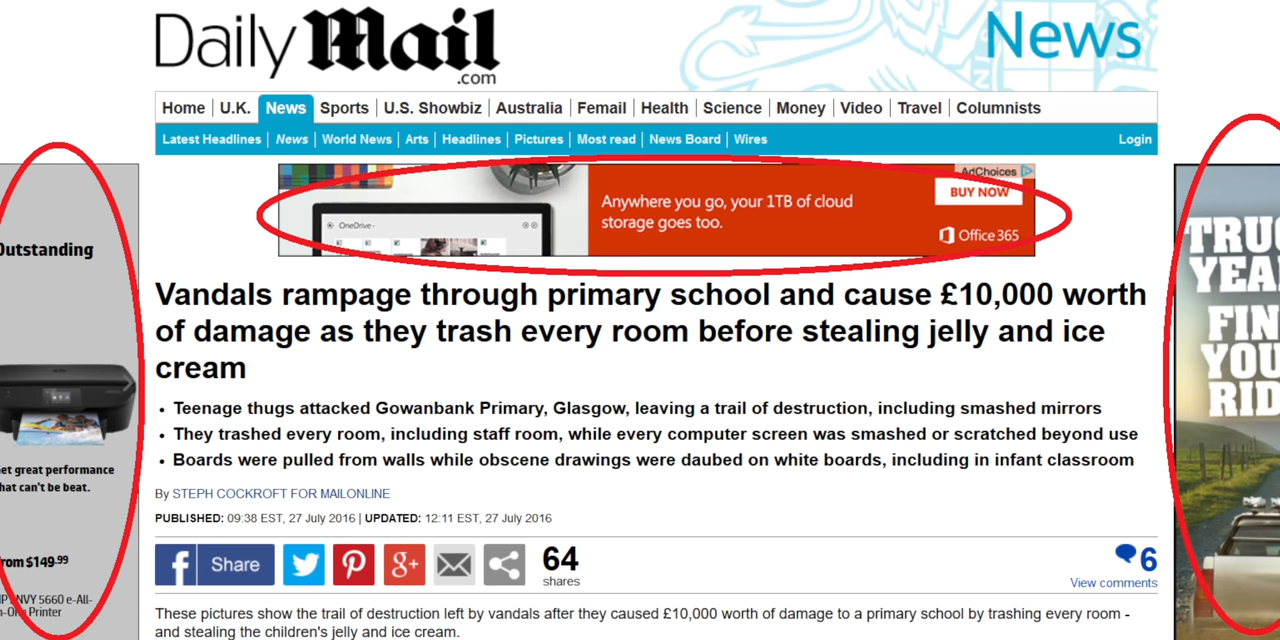 Daily Mail
.com
News
Home U.K. News Sports U.S. Showbiz Australia Femail Health Science Money Video Travel Columnists
Latest Headlines News World News Arts Headlines Pictures Most read News Board Wires Login
AdChoices
OneDrive
Anywhere you go, your 1TB of cloud
storage goes too.
BUY NOW
Office 365
Outstanding
et great performance
hat can't be beat.
rom $149.99
HP ENVY 5660 e-All-
n-One Printer
Vandals rampage through primary school and cause £10,000 worth
of damage as they trash every room before stealing jelly and ice
cream
• Teenage thugs attacked Gowanbank Primary, Glasgow, leaving a trail of destruction, including smashed mirrors
• They trashed every room, including staff room, while every computer screen was smashed or scratched beyond use
• Boards were pulled from walls while obscene drawings were daubed on white boards, including in infant classroom
By STEPH COCKROFT FOR MAILONLINE
PUBLISHED: 09:38 EST, 27 July 2016 | UPDATED: 12:11 EST, 27 July 2016
f Share
g+
64
shares
6
View comments
These pictures show the trail of destruction left by vandals after they caused £10,000 worth of damage to a primary school by trashing every room -
and stealing the children's jelly and ice cream.
TRUC
YEA
FIN
YOU
RID